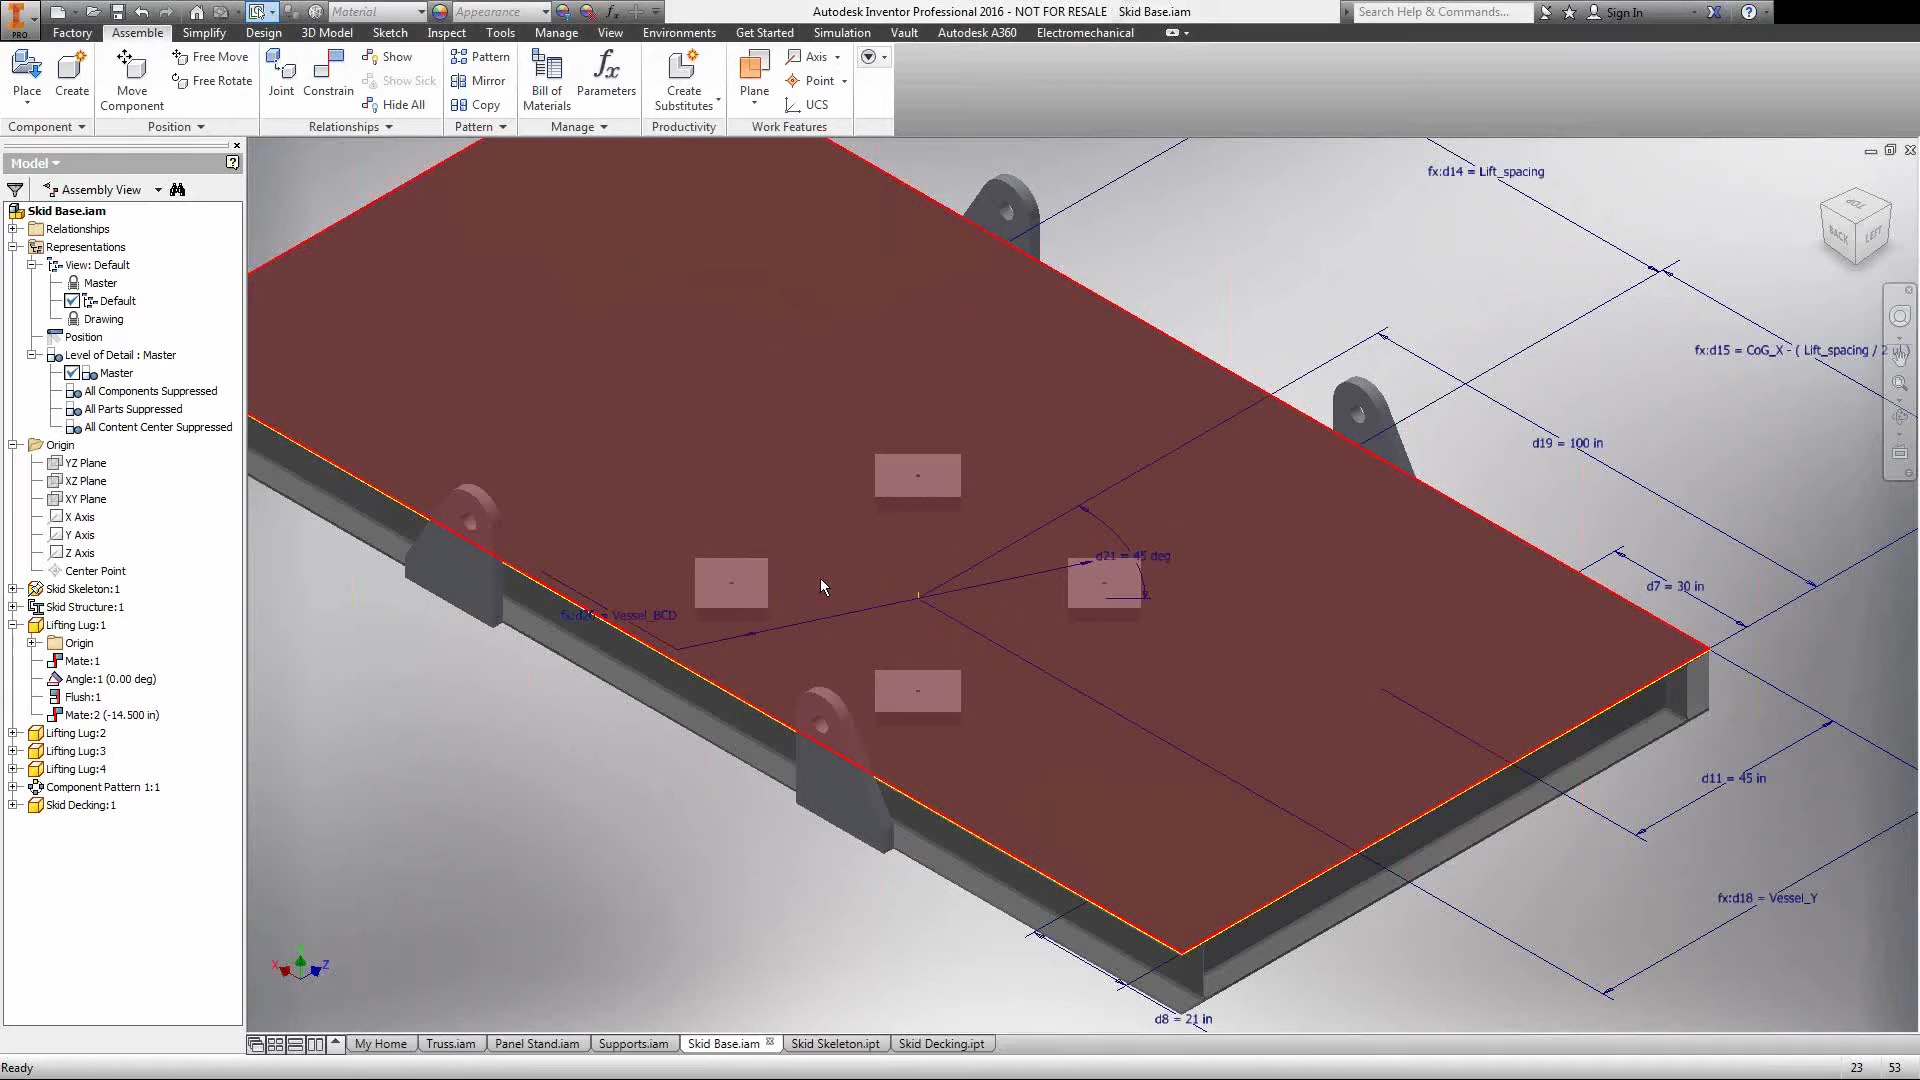 PRO
Material
Appearance
Autodesk Inventor Professional 2016 - NOT FOR RESALE Skid Base.iam
Search Help & Commands...
Sign In
Factory Assemble Simplify Design 3D Model Sketch Inspect Tools Manage View Environments Get Started Simulation Vault Autodesk A360 Electromechanical
Place
Create
Move Component
Free Move
Free Rotate
Joint
Constrain
Show
Show Sick
Hide All
Pattern
Mirror
Copy
Bill of Materials
Parameters
Create Substitutes
Plane
Axis
Point
UCS
Component Position Relationships Pattern Manage Productivity Work Features
Model
Assembly View
Skid Base.iam
Relationships
Representations
View: Default
Master
Default
Drawing
Position
Level of Detail : Master
Master
All Components Suppressed
All Parts Suppressed
All Content Center Suppressed
Origin
YZ Plane
XZ Plane
XY Plane
X Axis
Y Axis
Z Axis
Center Point
Skid Skeleton:1
Skid Structure:1
Lifting Lug:1
Origin
Mate:1
Angle:1 (0.00 deg)
Flush:1
Mate:2 (-14.500 in)
Lifting Lug:2
Lifting Lug:3
Lifting Lug:4
Component Pattern 1:1
Skid Decking:1
fx:d14 = Lift_spacing
fx:d15 = CoG_X - ( Lift_spacing / 2 ul )
d19 = 100 in
d21 = 45 deg
d7 = 30 in
d11 = 45 in
fx:d18 = Vessel_Y
d8 = 21 in
TOP
BACK
LEFT
X
Z
My Home Truss.iam Panel Stand.iam Supports.iam Skid Base.iam Skid Skeleton.ipt Skid Decking.ipt
Ready
23 53